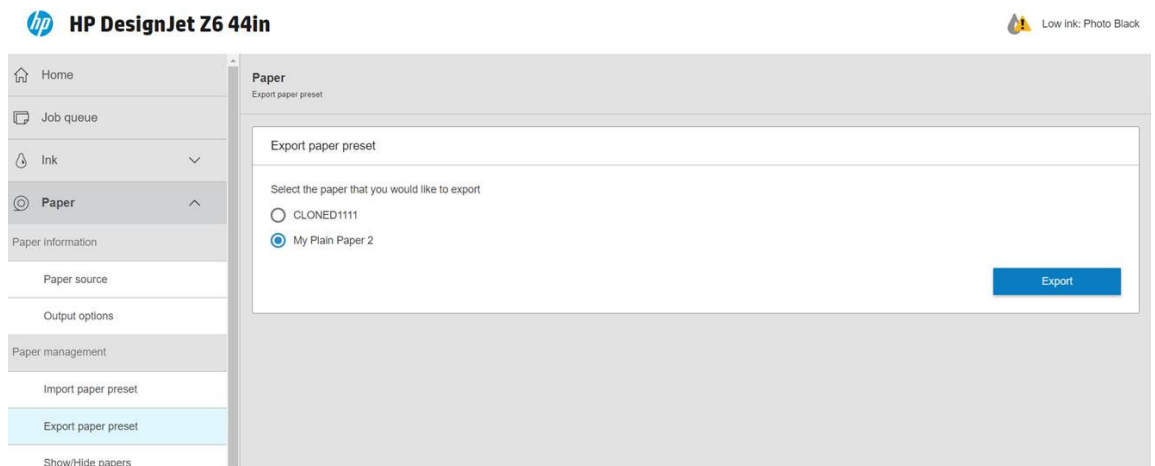 hp HP DesignJet Z6 44in
Low ink: Photo Black
Home
Job queue
Ink
Paper
Paper information
Paper source
Output options
Paper management
Import paper preset
Export paper preset
Show/Hide papers
Paper
Export paper preset
Export paper preset
Select the paper that you would like to export
CLONED1111
My Plain Paper 2
Export